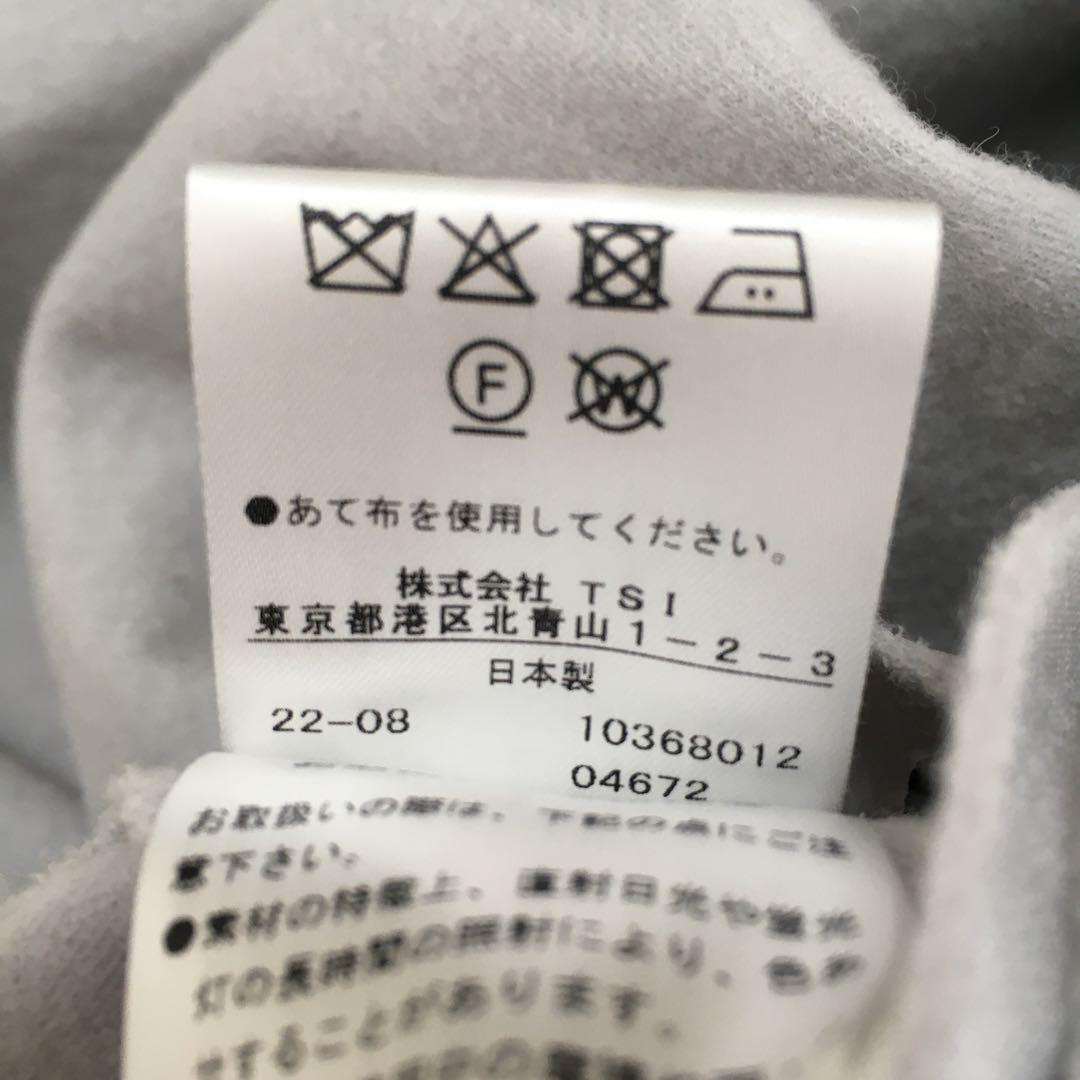 F
W
●あて布を使用してください。
株式会社 TSI
東京都港区北青山1-2-3
日本製
22-08 10368012
04672
お取扱いの際は、下記の点にご注
意下さい。
●素材の特性上、直射日光や蛍光
灯の長時間の照射により、色が
することがあります。